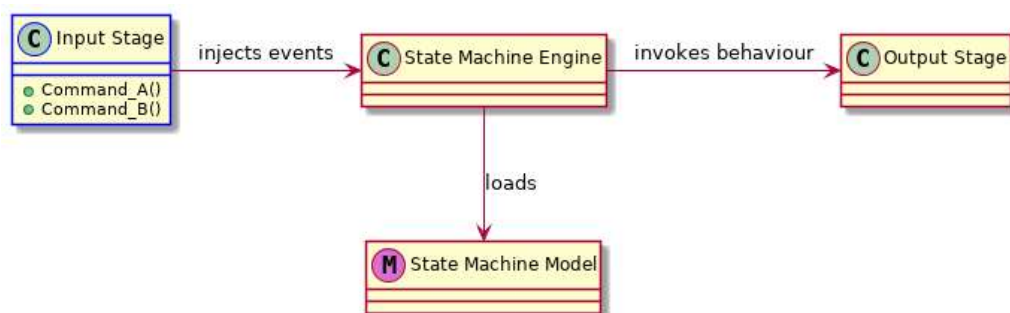 C Input Stage
Command_A()
Command_B()
injects events
C State Machine Engine
invokes behaviour
C Output Stage
loads
M State Machine Model